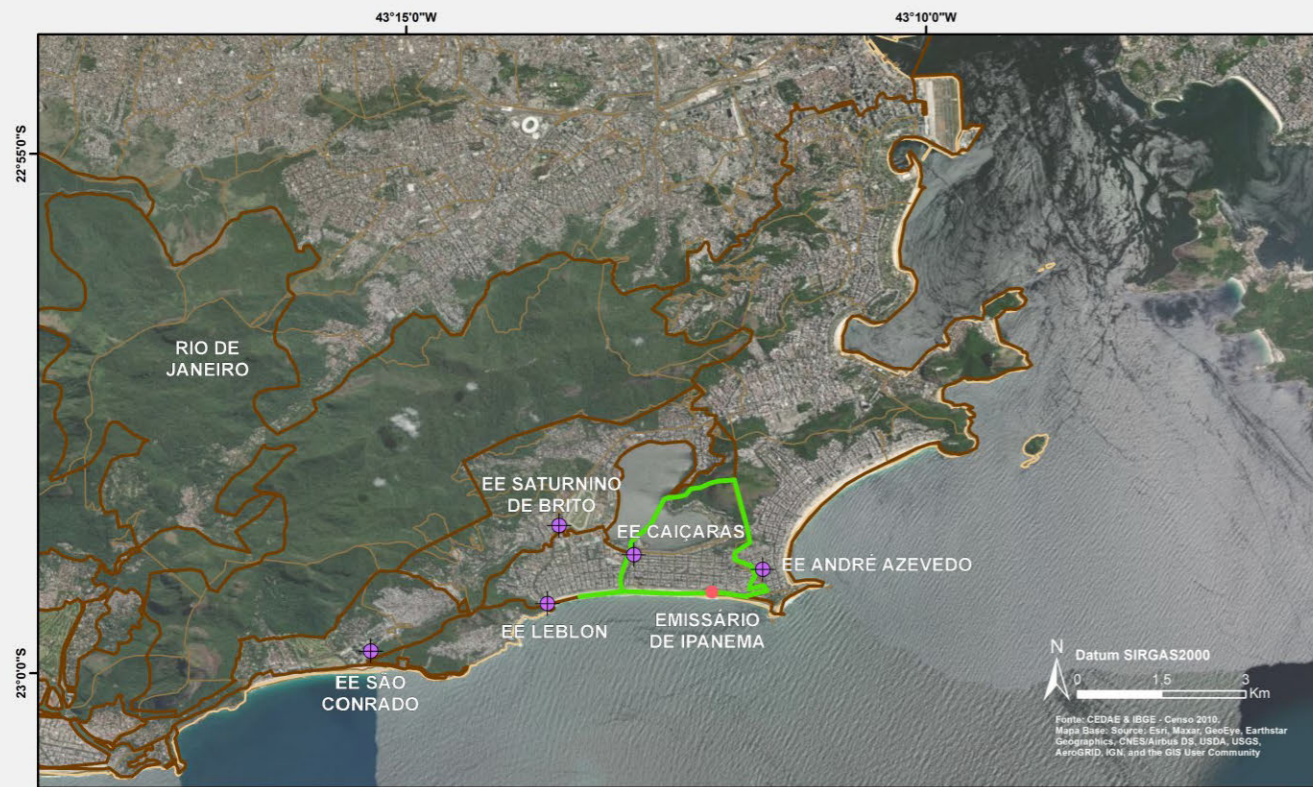 43°15'0"W
43°10'0"W
22°55'0"S
23°0'0"S
RIO DE
JANEIRO
EE SATURNINO
DE BRITO
EE CAIÇARAS
EE ANDRÉ AZEVEDO
EE LEBLON
EMISSÁRIO
DE IPANEMA
EE SÃO
CONRADO
N
Datum SIRGAS2000
0 1,5 3
Km
Fonte: CEDAE & IBGE - Censo 2010.
Mapa Base: Source: Esri, Maxar, GeoEye, Earthstar
Geographics, CNES/Airbus DS, USDA, USGS,
AeroGRID, IGN, and the GIS User Community